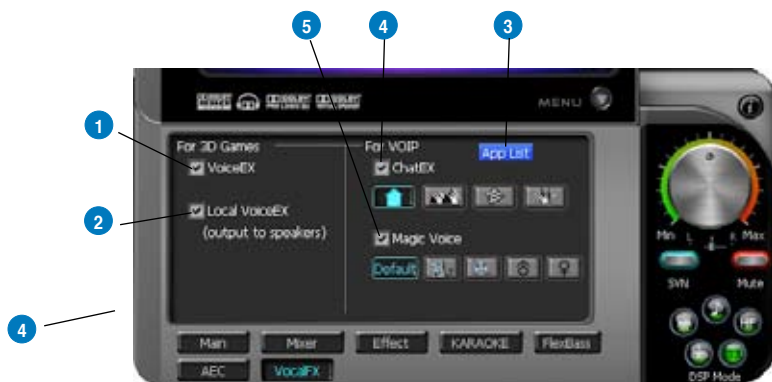 5 4 3
MENU
1
For 3D Games For VOIP
App List
VoiceEX ChatEX
2
Local VoiceEX
(output to speakers)
Magic Voice
Default
Min L R Max
SVN Mute
4
Main Mixer Effect KARAOKE FlexBass
AEC VocalFX
DSP Mode